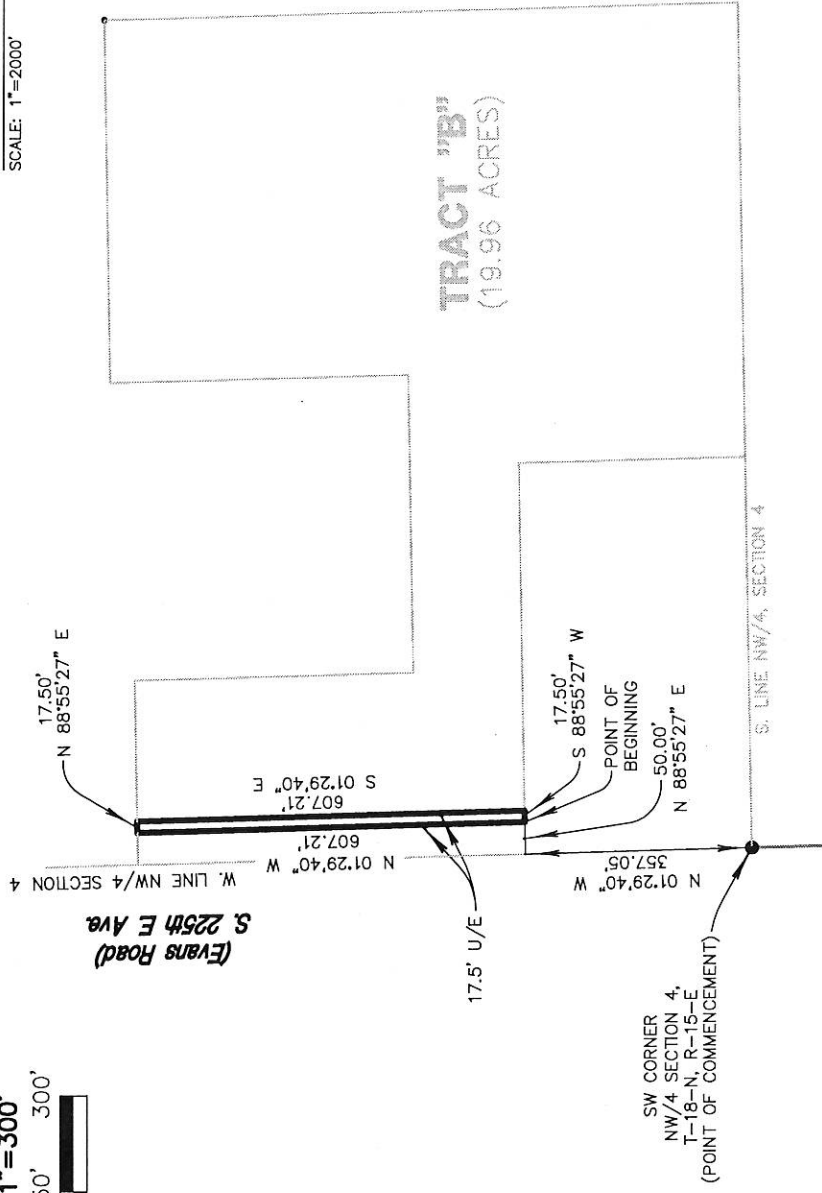 SCALE: 1"=2000'
1"=300'
300'
17.50'
N 88°55'27" E
W. LINE NW/4 SECTION 4
S. 225th E Ave.
(Evans Road)
N 01°29'40" W
607.21'
S 01°29'40" E
607.21'
17.5' U/E
TRACT "B"
(19.96 ACRES)
17.50'
S 88°55'27" W
POINT OF
BEGINNING
50.00'
N 88°55'27" E
N 01°29'40" W
357.05'
S. LINE NW/4, SECTION 4
SW CORNER
NW/4 SECTION 4,
T-18-N, R-15-E
(POINT OF COMMENCEMENT)